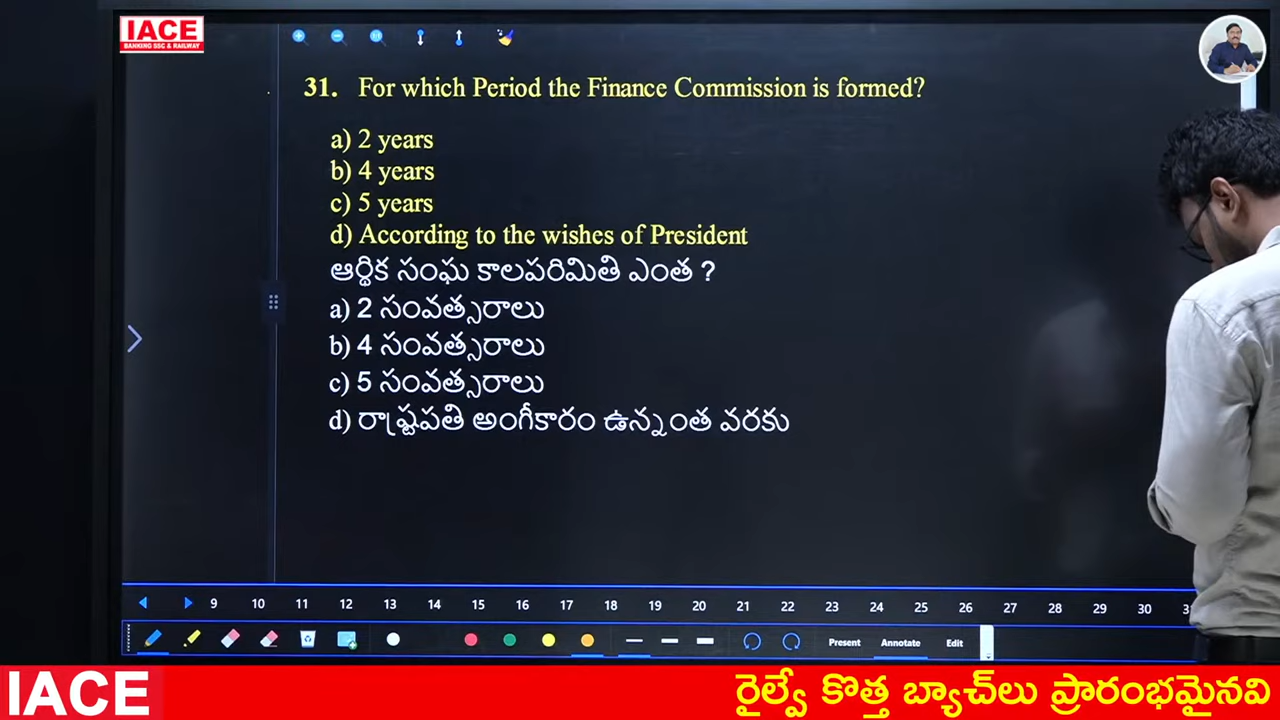 IACE
BANKING SSC & RAILWAY
31. For which Period the Finance Commission is formed?
a) 2 years
b) 4 years
c) 5 years
d) According to the wishes of President
ఆర్థిక సంఘ కాలపరిమితి ఎంత ?
a) 2 సంవత్సరాలు
b) 4 సంవత్సరాలు
c) 5 సంవత్సరాలు
d) రాష్ట్రపతి అంగీకారం ఉన్నంత వరకు
9 10 11 12 13 14 15 16 17 18 19 20 21 22 23 24 25 26 27 28 29 30
Present Annotate Edit
IACE
రైల్వే కొత్త బ్యాచ్‌లు ప్రారంభమైనవి